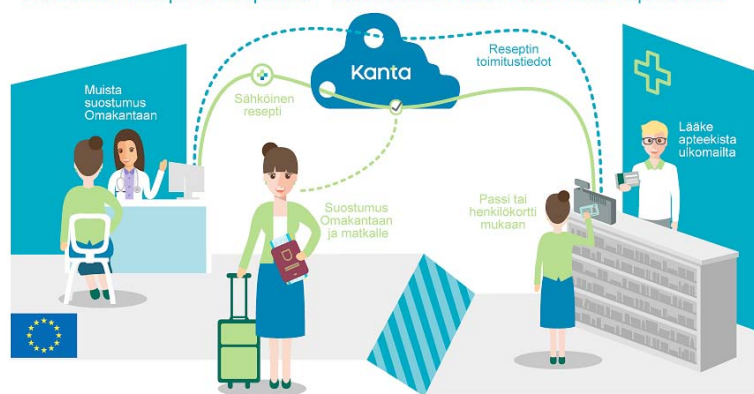 Muista
suostumus
Omakantaan
Sähköinen
resepti
Kanta
Reseptin
toimitustiedot
Suostumus
Omakantaan
ja matkalle
Passi tai
henkilökortti
mukaan
Lääke
apteekista
ulkomailta